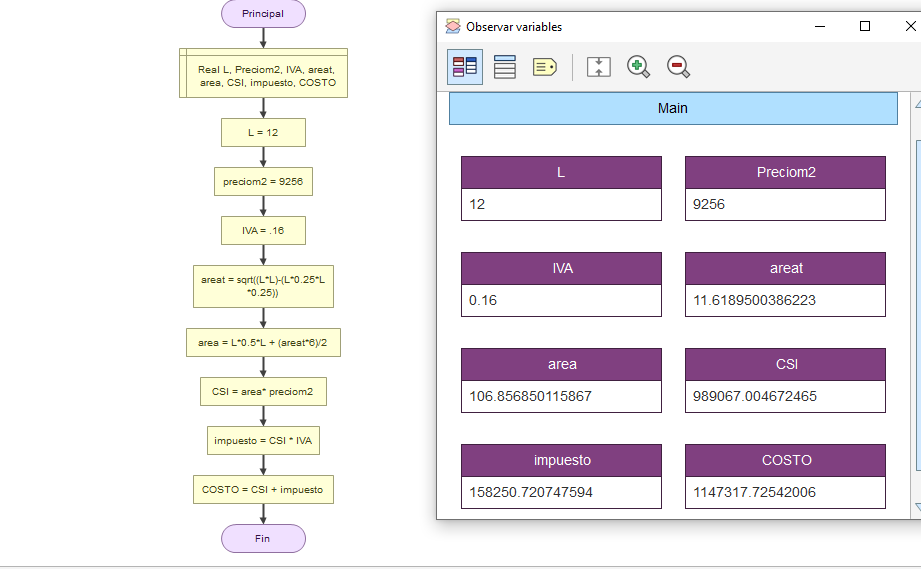 Principal
Real L, Preciom2, IVA, areat,
area, CSI, impuesto, COSTO
L = 12
preciom2 = 9256
IVA = .16
areat = sqrt((L*L)-(L*0.25*L
*0.25))
area = L*0.5*L + (areat*6)/2
CSI = area* preciom2
impuesto = CSI * IVA
COSTO = CSI + impuesto
Fin
Observar variables
Main
L
12
Preciom2
9256
IVA
0.16
areat
11.6189500386223
area
106.856850115867
CSI
989067.004672465
impuesto
158250.720747594
COSTO
1147317.72542006